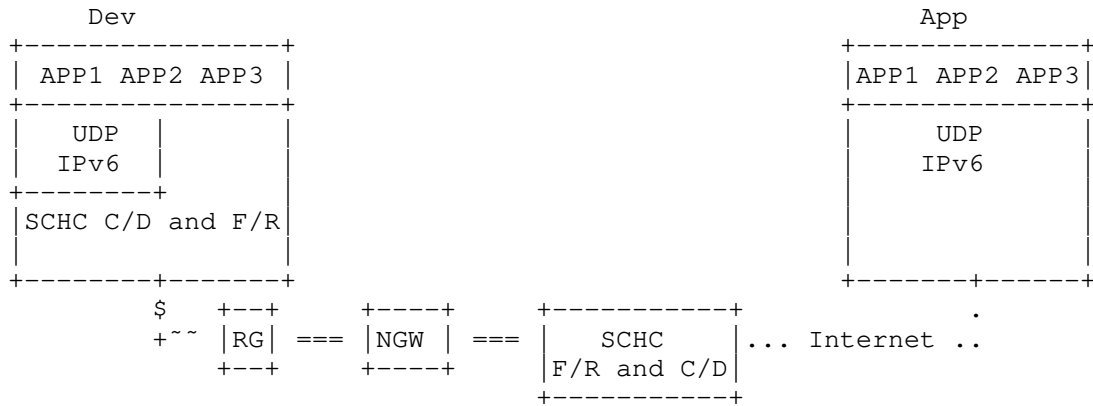 Dev App
APP1 APP2 APP3 APP1 APP2 APP3
UDP UDP
IPv6 IPv6
SCHC C/D and F/R
$
+~~ RG === NGW === SCHC ... Internet ..
F/R and C/D